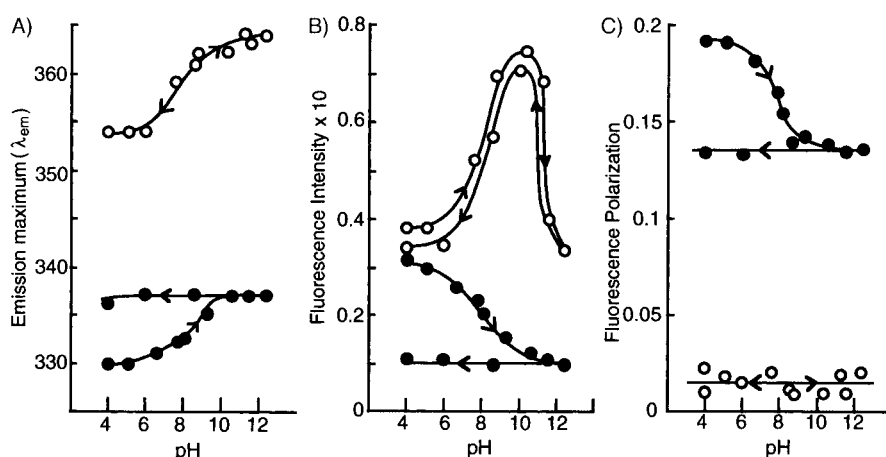 A)
Emission maximum (λem)
360
350
340
330
4 6 8 10 12
pH
B)
Fluorescence Intensity x 10
0.8
0.6
0.4
0.2
0.1
0
4 6 8 10 12
pH
C)
Fluorescence Polarization
0.2
0.15
0.1
0.05
0
4 6 8 10 12
pH